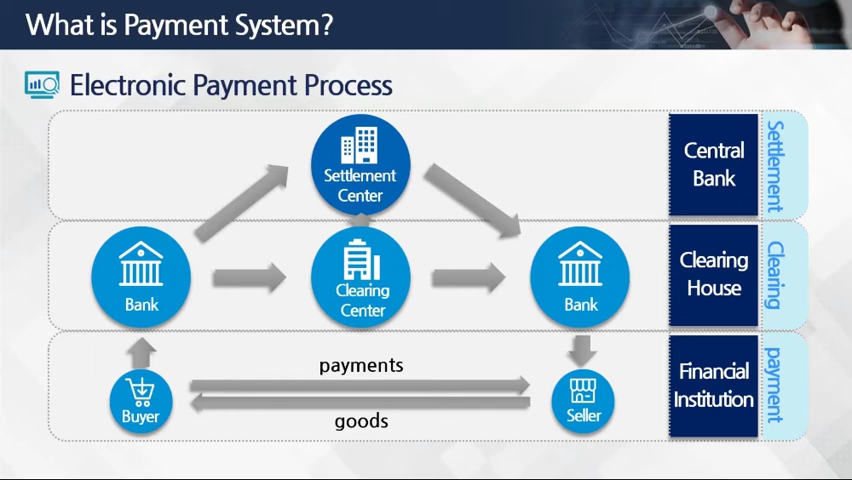 What is Payment System?
Electronic Payment Process
Settlement
Center
Central
Bank
Settlement
Bank
Clearing
Center
Bank
Clearing
House
Clearing
payments
Buyer
goods
Seller
Financial
Institution
payment